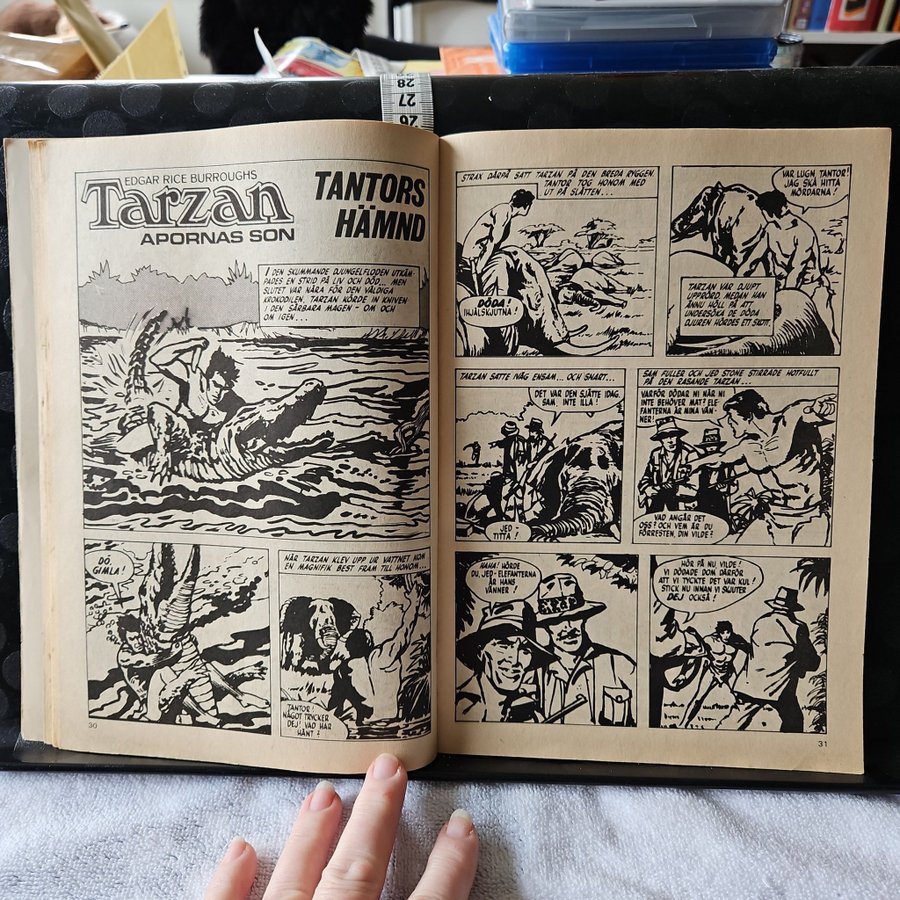 28
27
26
EDGAR RICE BURROUGHS
Tarzan
APORNAS SON
TANTORS
HÄMND
I DEN SKUMMANDE DJUNGELFLODEN UTKÄM-
PADES EN STRID PÅ LIV OCH DÖD... MEN
SLUTET VAR NÄRA FÖR DEN VÄLDIGA
KROKODILEN, TARZAN KÖRDE IN KNIVEN
I DEN SÅRBARA MAGEN - OM OCH
OM IGEN...
DÖ,
GIMLA!
NÄR TARZAN KLEV UPP UR VATTNET KOM
EN MAGNIFIK BEST FRAM TILL HONOM...
TANTOR!
NÅGOT TRYCKER
DEJ! VAD HAR
HÄNT?
30
STRAX DÄRPÅ SATT TARZAN PÅ DEN BREDA RYGGEN.
TANTOR TOG HONOM MED
UT PÅ SLÄTTEN...
DÖDA!
IHJÄLSKJUTNA!
VAR LUGN TANTOR!
JAG SKA HITTA
MÖRDARNA!
TARZAN VAR DJUPT
UPPRÖRD. MEDAN HAN
ÄNNU HÖLL PÅ ATT
UNDERSÖKA DE DÖDA
DJUREN HÖRDES ETT SKOTT.
TARZAN SATTE IVÄG ENSAM... OCH SNART...
DET VAR DEN SJÄTTE IDAG,
SAM, INTE ILLA!
JED-
TITTA!
SAM FULLER OCH JED STONE STIRRADE HOTFULLT
PÅ DEN RASANDE TARZAN...
VARFÖR DÖDAR NI NÄR NI
INTE BEHÖVER MAT? ELE-
FANTERNA ÄR MINA VÄN-
NER!
VAD ANGÅR DET
OSS? OCH VEM ÄR DU
FÖRRESTEN, DIN VILDE?
HAHA! HÖRDE
DU, JED-ELEFANTERNA
ÄR HANS
VÄNNER!
HÖR PÅ NU, VILDE!
VI DÖDADE DOM DÄRFÖR
ATT VI TYCKTE DET VAR KUL!
STICK NU INNAN VI SKJUTER
DEJ OCKSÅ!
31